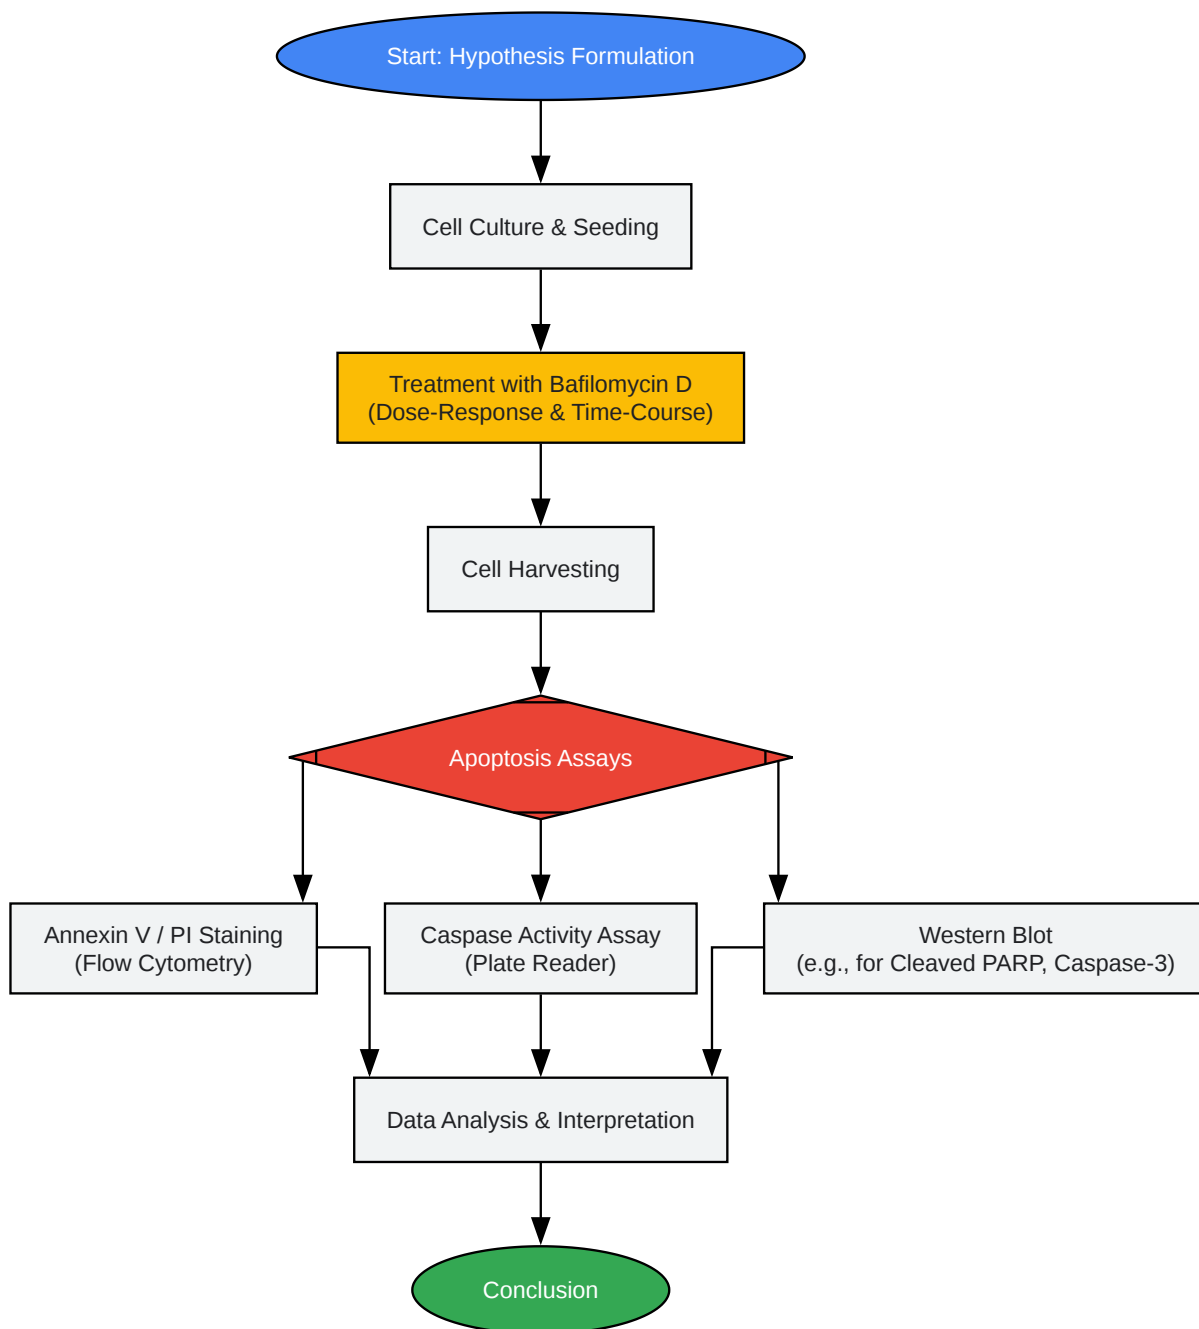 Start: Hypothesis Formulation
Cell Culture & Seeding
Treatment with Bafilomycin D
(Dose-Response & Time-Course)
Cell Harvesting
Apoptosis Assays
Annexin V / PI Staining
(Flow Cytometry)
Caspase Activity Assay
(Plate Reader)
Western Blot
(e.g., for Cleaved PARP, Caspase-3)
Data Analysis & Interpretation
Conclusion